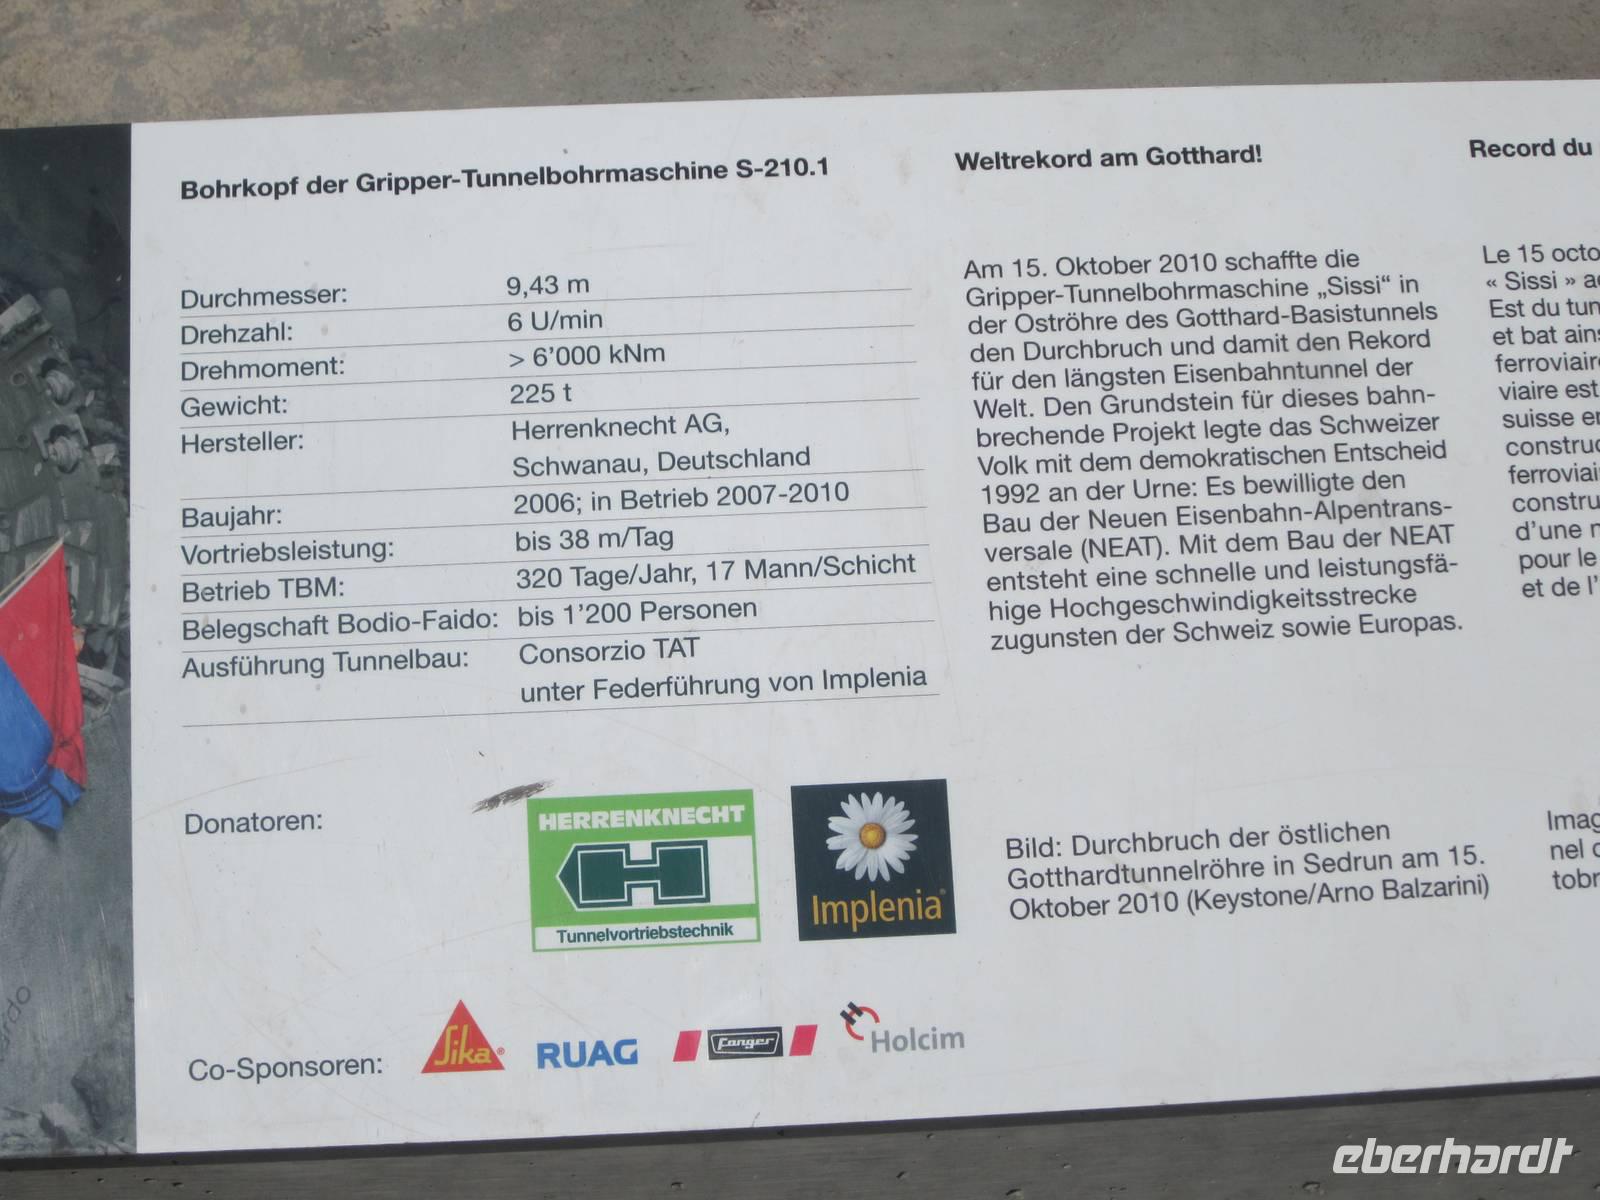 Bohrkopf der Gripper-Tunnelbohrmaschine S-210.1
Durchmesser: 9,43 m
Drehzahl: 6 U/min
Drehmoment: > 6’000 kNm
Gewicht: 225 t
Hersteller: Herrenknecht AG,
Schwanau, Deutschland
Baujahr: 2006; in Betrieb 2007-2010
Vortriebsleistung: bis 38 m/Tag
Betrieb TBM: 320 Tage/Jahr, 17 Mann/Schicht
Belegschaft Bodio-Faido: bis 1’200 Personen
Ausführung Tunnelbau: Consorzio TAT
unter Federführung von Implenia
Weltrekord am Gotthard!
Am 15. Oktober 2010 schaffte die
Gripper-Tunnelbohrmaschine „Sissi“ in
der Oströhre des Gotthard-Basistunnels
den Durchbruch und damit den Rekord
für den längsten Eisenbahntunnel der
Welt. Den Grundstein für dieses bahn-
brechende Projekt legte das Schweizer
Volk mit dem demokratischen Entscheid
1992 an der Urne: Es bewilligte den
Bau der Neuen Eisenbahn-Alpentrans-
versale (NEAT). Mit dem Bau der NEAT
entsteht eine schnelle und leistungsfä-
hige Hochgeschwindigkeitsstrecke
zugunsten der Schweiz sowie Europas.
Record du
Le 15 octo
« Sissi » a
Est du tun
et bat ains
ferroviaire
viaire est
suisse en
construc
ferroviai
constru
d’une n
pour le
et de l’
Donatoren:
HERRENKNECHT
Tunnelvortriebstechnik
Implenia
Bild: Durchbruch der östlichen
Gotthardtunnelröhre in Sedrun am 15.
Oktober 2010 (Keystone/Arno Balzarini)
Imag
nel d
tobr
Co-Sponsoren: Sika® RUAG Fanger Holcim
eberhardt